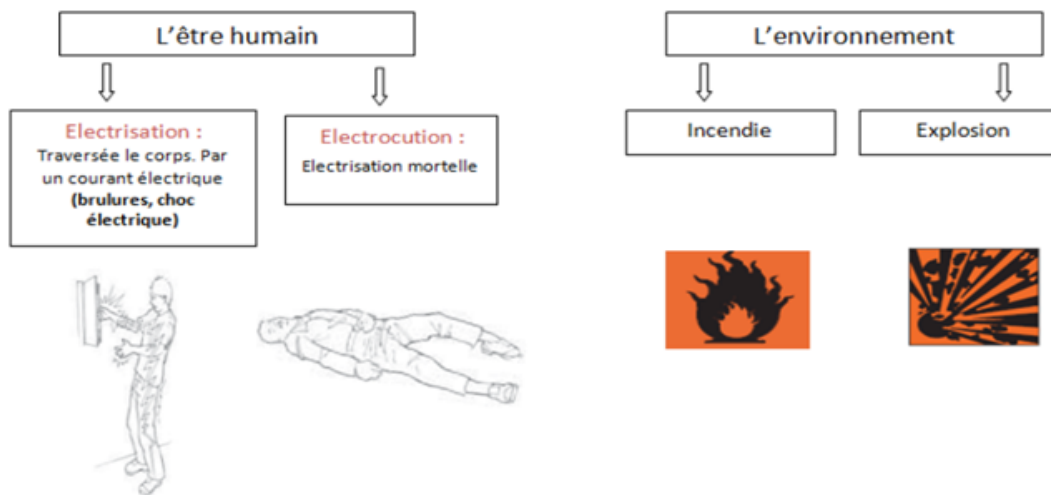 L'être humain
L'environnement
Electrisation :
Traversée le corps. Par
un courant électrique
(brulures, choc
électrique)
Electrocution :
Electrisation mortelle
Incendie
Explosion